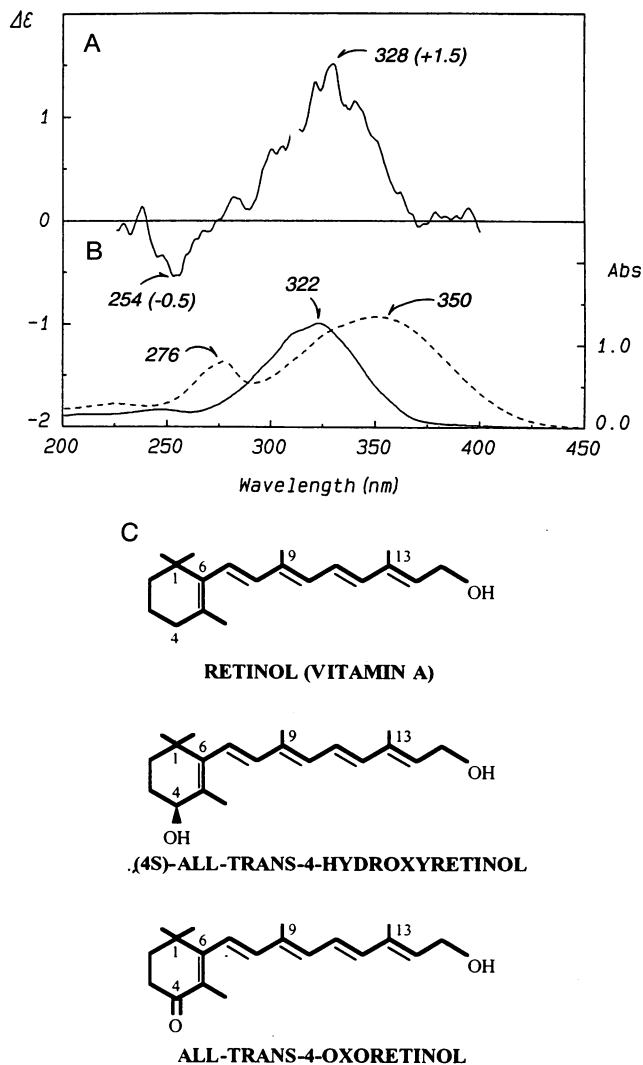 Δε
A
328 (+1.5)
1
0
B
254 (-0.5)
322
350
Abs
-1
276
1.0
-2
0.0
200 250 300 350 400 450
Wavelength (nm)
C
1 6 9 13
OH
4
RETINOL (VITAMIN A)
1 6 9 13
OH
4
OH
(4S)-ALL-TRANS-4-HYDROXYRETINOL
1 6 9 13
OH
4
O
ALL-TRANS-4-OXORETINOL